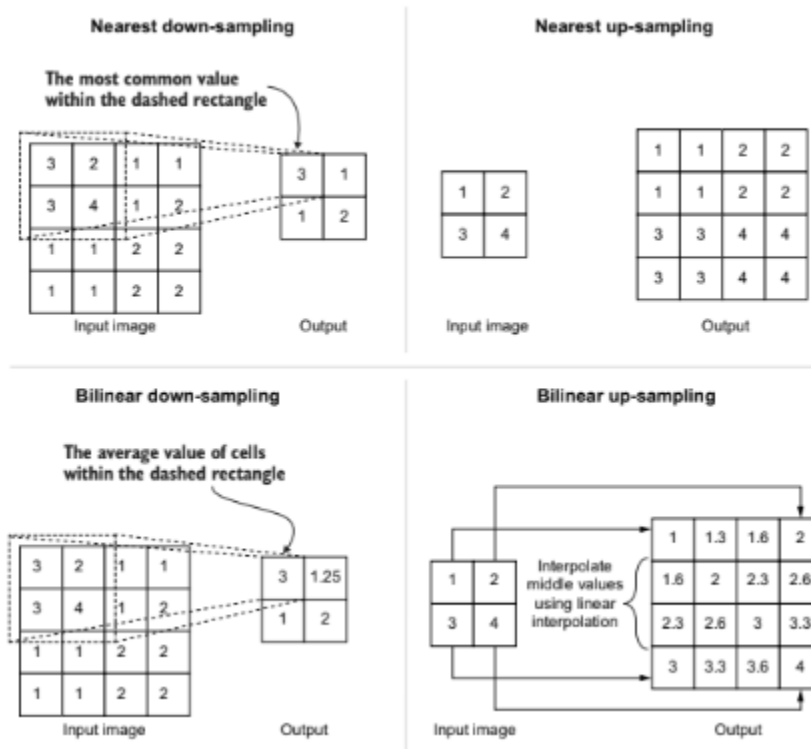 Nearest down-sampling
The most common value
within the dashed rectangle
3 2 1 1
3 4 1 2
1 1 2 2
1 1 2 2
Input image
3 1
1 2
Output
Nearest up-sampling
1 2
3 4
Input image
1 1 2 2
1 1 2 2
3 3 4 4
3 3 4 4
Output
Bilinear down-sampling
The average value of cells
within the dashed rectangle
3 2 1 1
3 4 1 2
1 1 2 2
1 1 2 2
Input image
3 1.25
1 2
Output
Bilinear up-sampling
1 2
3 4
Input image
Interpolate
middle values
using linear
interpolation
1 1.3 1.6 2
1.6 2 2.3 2.6
2.3 2.6 3 3.3
3 3.3 3.6 4
Output